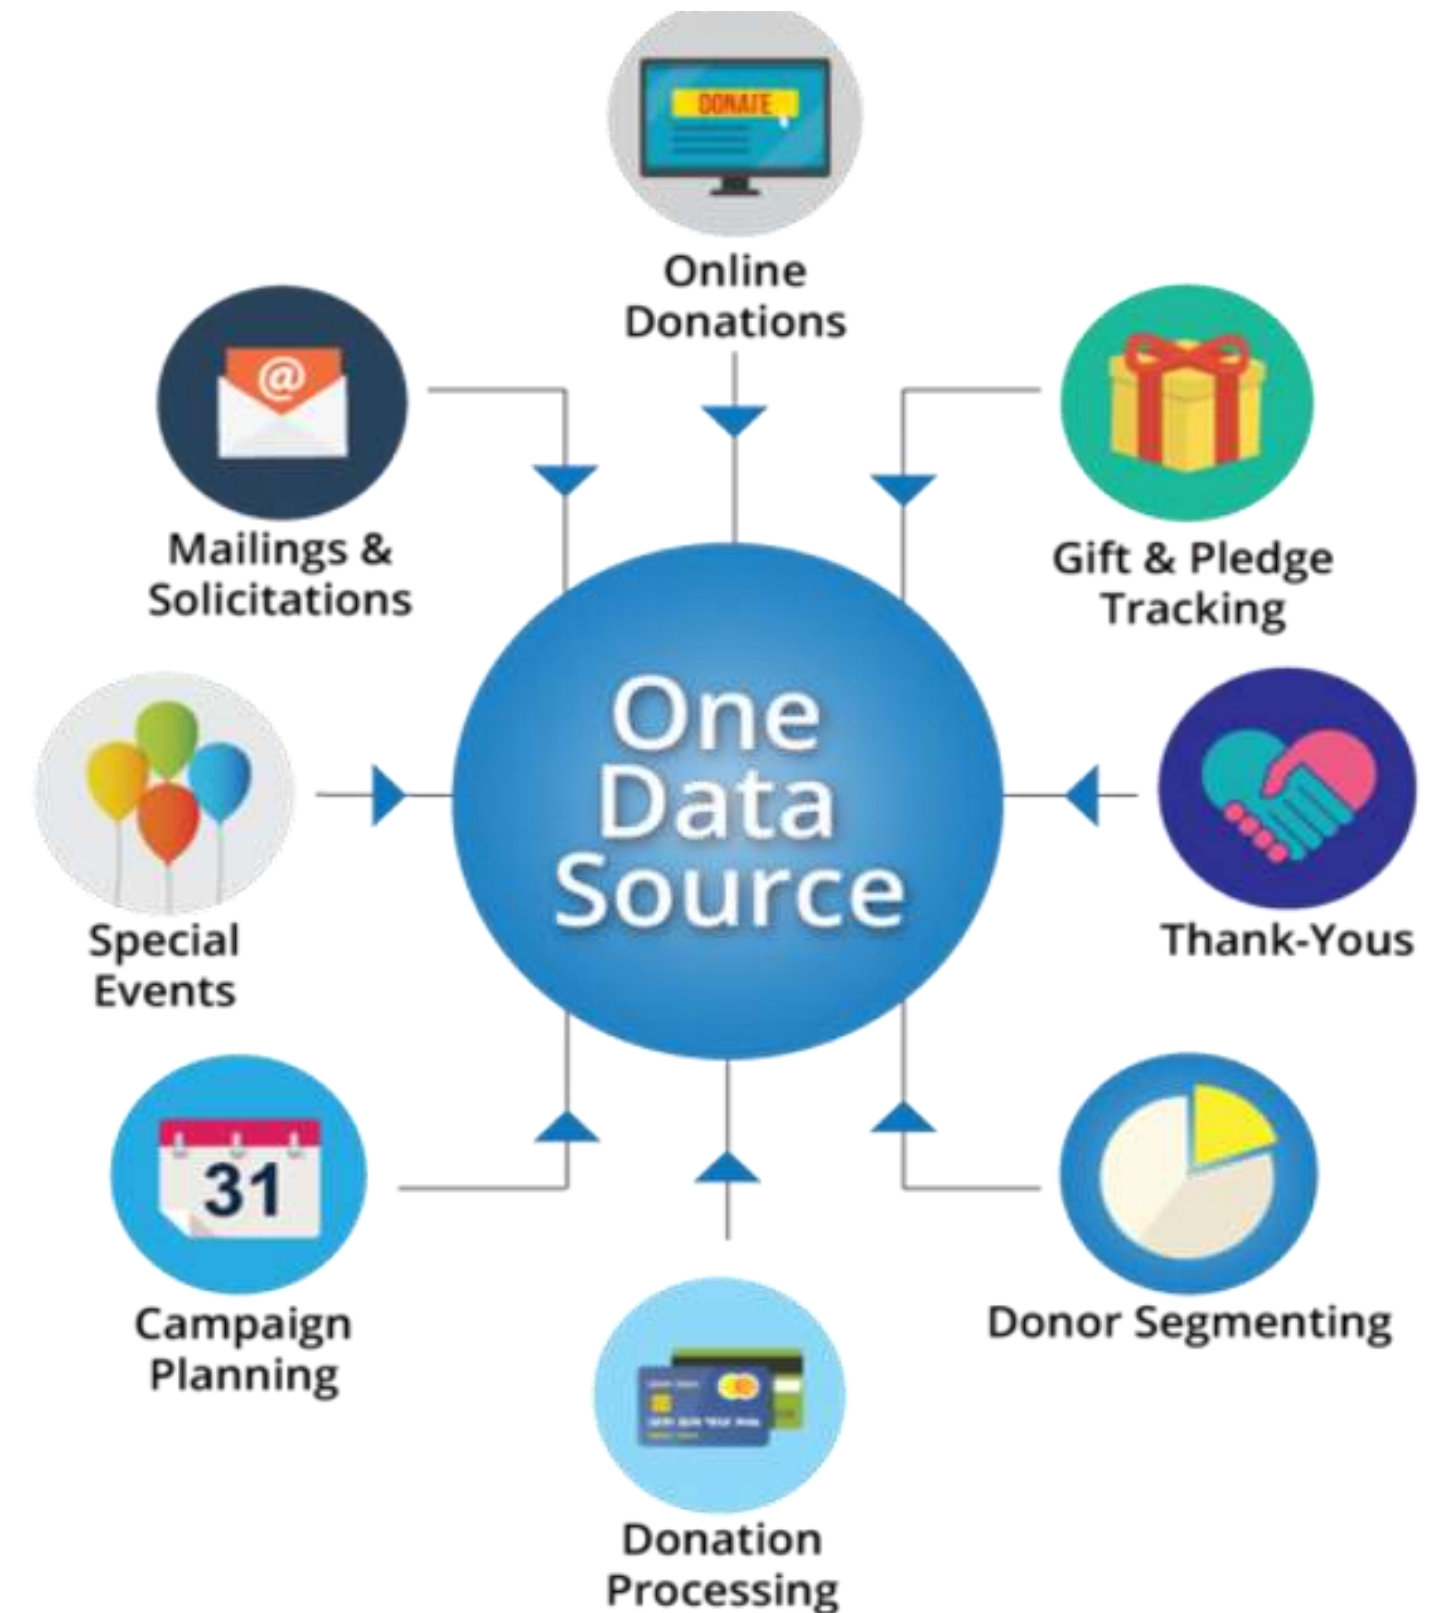 DONATE
Online
Donations
@
Mailings &
Solicitations
Gift & Pledge
Tracking
One
Data
Source
Special
Events
Thank-Yous
31
Campaign
Planning
Donor Segmenting
Donation
Processing